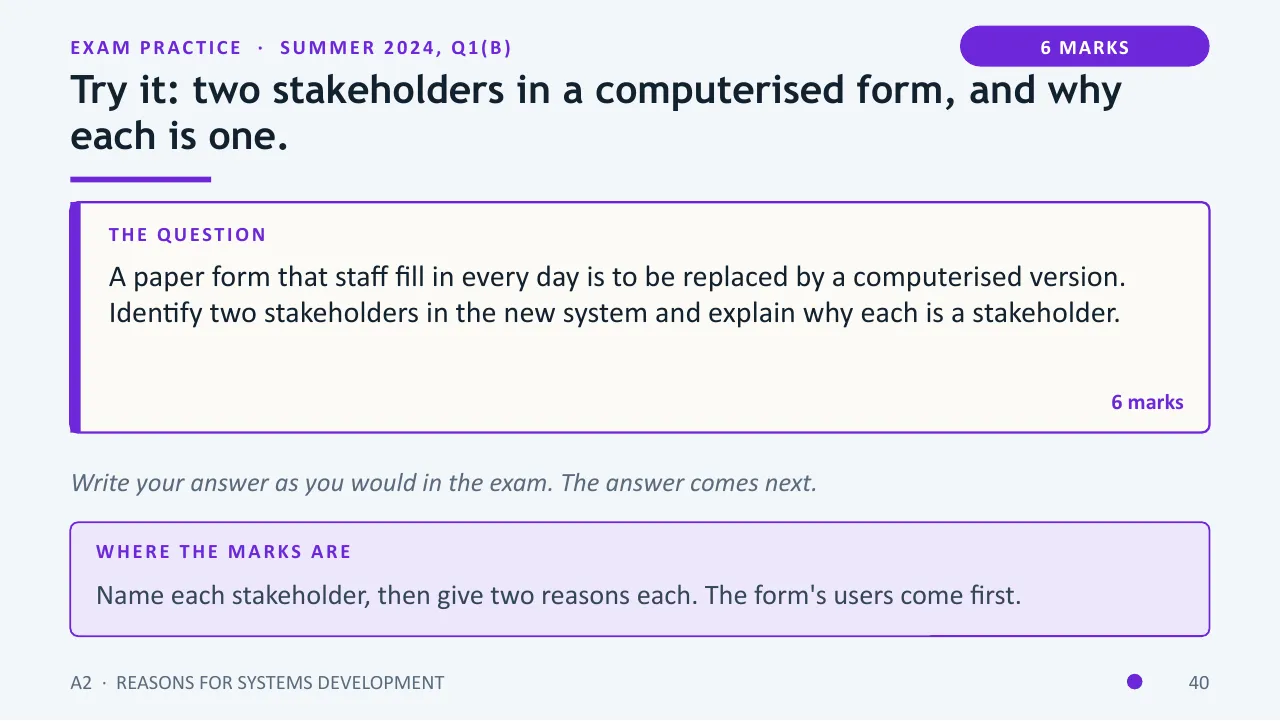 EXAM PRACTICE · SUMMER 2024, Q1(B)
6 MARKS
Try it: two stakeholders in a computerised form, and why
each is one.
THE QUESTION
A paper form that staff fill in every day is to be replaced by a computerised version.
Identify two stakeholders in the new system and explain why each is a stakeholder.
6 marks
Write your answer as you would in the exam. The answer comes next.
WHERE THE MARKS ARE
Name each stakeholder, then give two reasons each. The form's users come first.
A2 · REASONS FOR SYSTEMS DEVELOPMENT
40